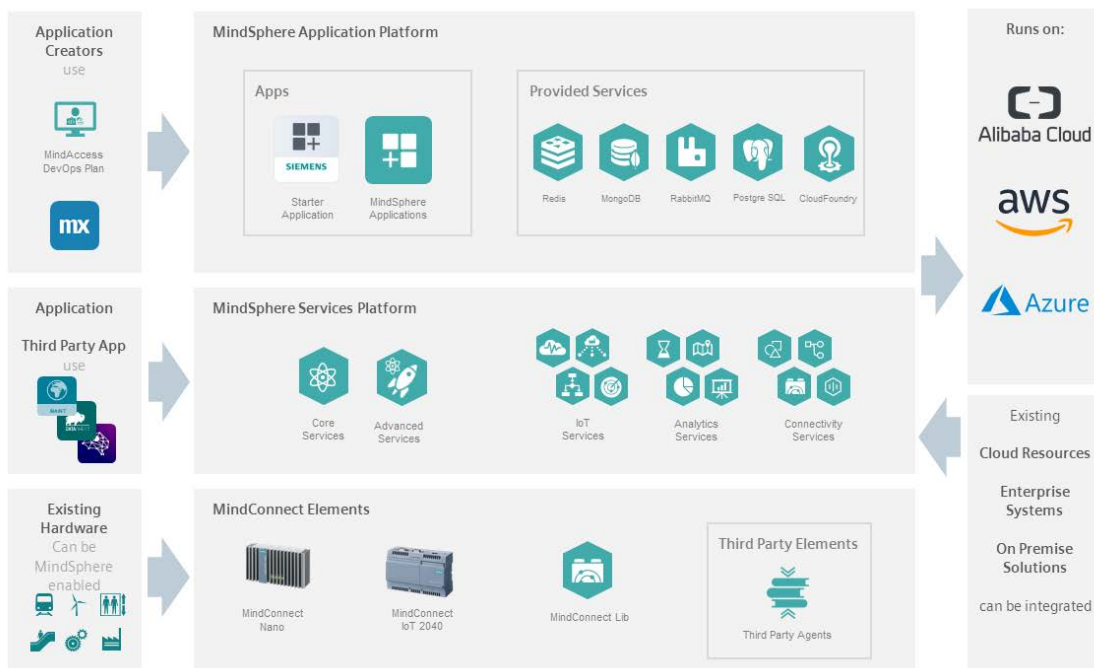 Application
Creators
use
MindAccess
DevOps Plan
mx
MindSphere Application Platform
Apps
SIEMENS
Starter
Application
MindSphere
Applications
Provided Services
Redis
MongoDB
RabbitMQ
Postgre SQL
CloudFoundry
Runs on:
Alibaba Cloud
aws
Azure
Application
Third Party App
use
MindSphere Services Platform
Core
Services
Advanced
Services
IoT
Services
Analytics
Services
Connectivity
Services
Existing
Cloud Resources
Enterprise
Systems
On Premise
Solutions
can be integrated
Existing
Hardware
Can be
MindSphere
enabled
MindConnect Elements
MindConnect
Nano
MindConnect
IoT 2040
MindConnect Lib
Third Party Elements
Third Party Agents